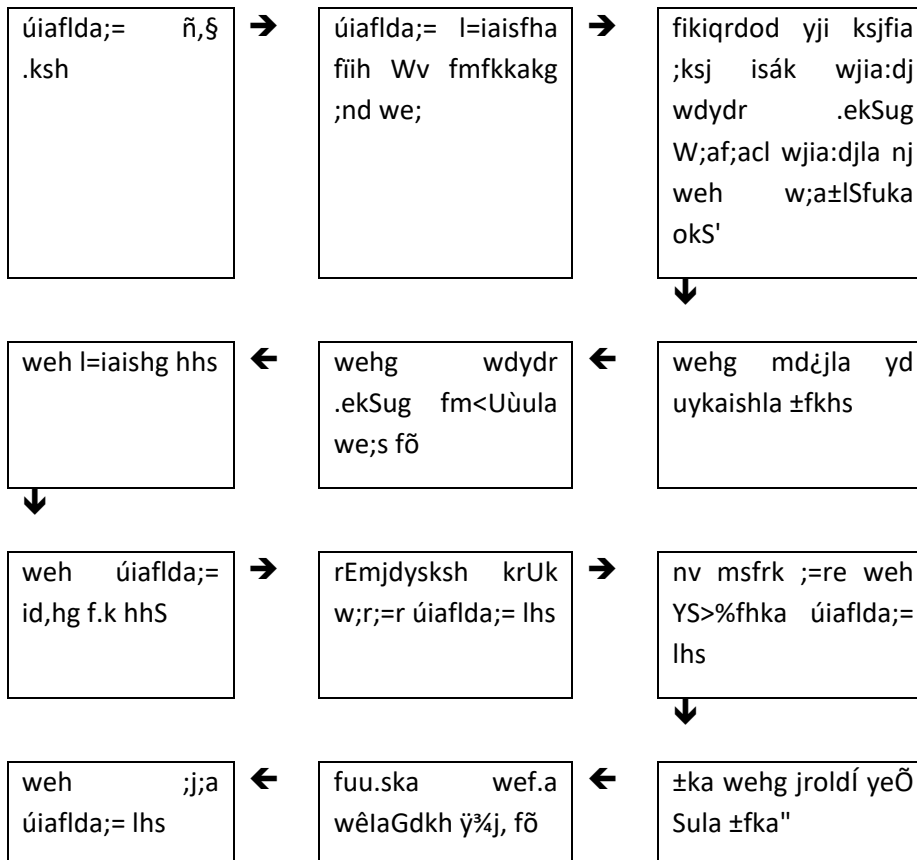 úiaflda;= ñ,§
.ksh
úiaflda;= l=iaisfha
fïih Wv fmfkkakg
;nd we;
fikiqrdod yji ksjfia
;ksj isák wjia:dj
wdydr .ekSug
W;af;acl wjia:djla nj
weh w;a±lSfuka
okS'
weh l=iaishg hhs
wehg wdydr
.ekSug fm<Uùula
we;s fõ
wehg md¿jla yd
uykaishla ±fkhs
weh úiaflda;=
id,hg f.k hhS
rEmjdysksh krUk
w;r;=r úiaflda;= lhs
nv msfrk ;=re weh
YS>%fhka úiaflda;=
lhs
weh ;j;a
úiaflda;= lhs
fuu.ska wef.a
wêIaGdkh ÿ¾j, fõ
±ka wehg jroldÍ yeÕ
Sula ±fka"